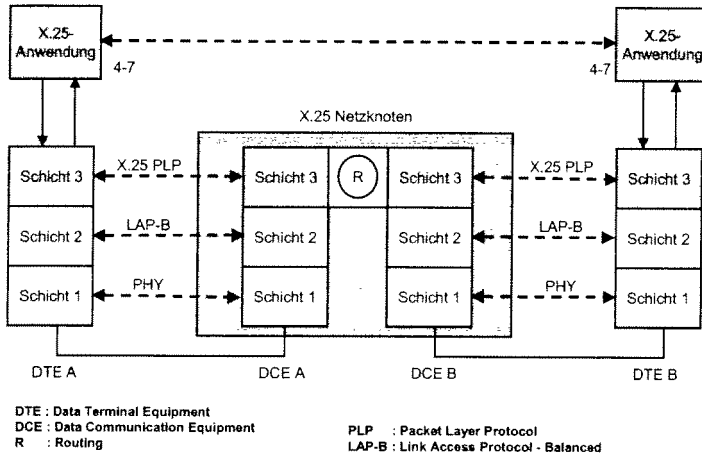 X.25-
Anwendung
X.25-
Anwendung
4-7
4-7
X.25 Netzknoten
Schicht 3
X.25 PLP
Schicht 3
R
Schicht 3
X.25 PLP
Schicht 3
Schicht 2
LAP-B
Schicht 2
Schicht 2
LAP-B
Schicht 2
Schicht 1
PHY
Schicht 1
Schicht 1
PHY
Schicht 1
DTE A
DCE A
DCE B
DTE B
DTE : Data Terminal Equipment
DCE : Data Communication Equipment
R : Routing
PLP : Packet Layer Protocol
LAP-B : Link Access Protocol - Balanced